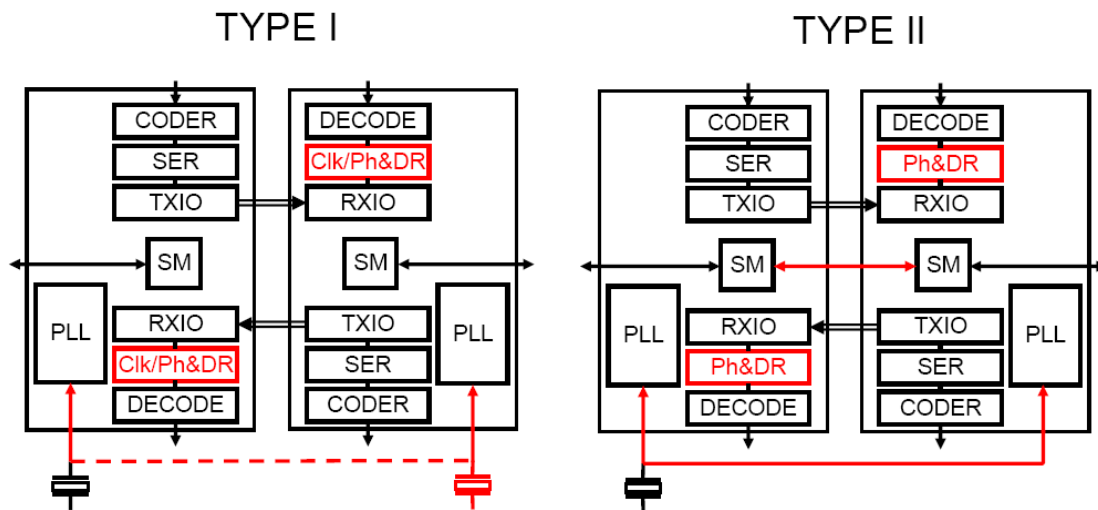 TYPE I
TYPE II
CODER
SER
TXIO
SM
PLL
RXIO
Clk/Ph&DR
DECODE
DECODE
Clk/Ph&DR
RXIO
SM
TXIO
SER
CODER
PLL
CODER
SER
TXIO
SM
PLL
RXIO
Ph&DR
DECODE
DECODE
Ph&DR
RXIO
SM
TXIO
SER
CODER
PLL